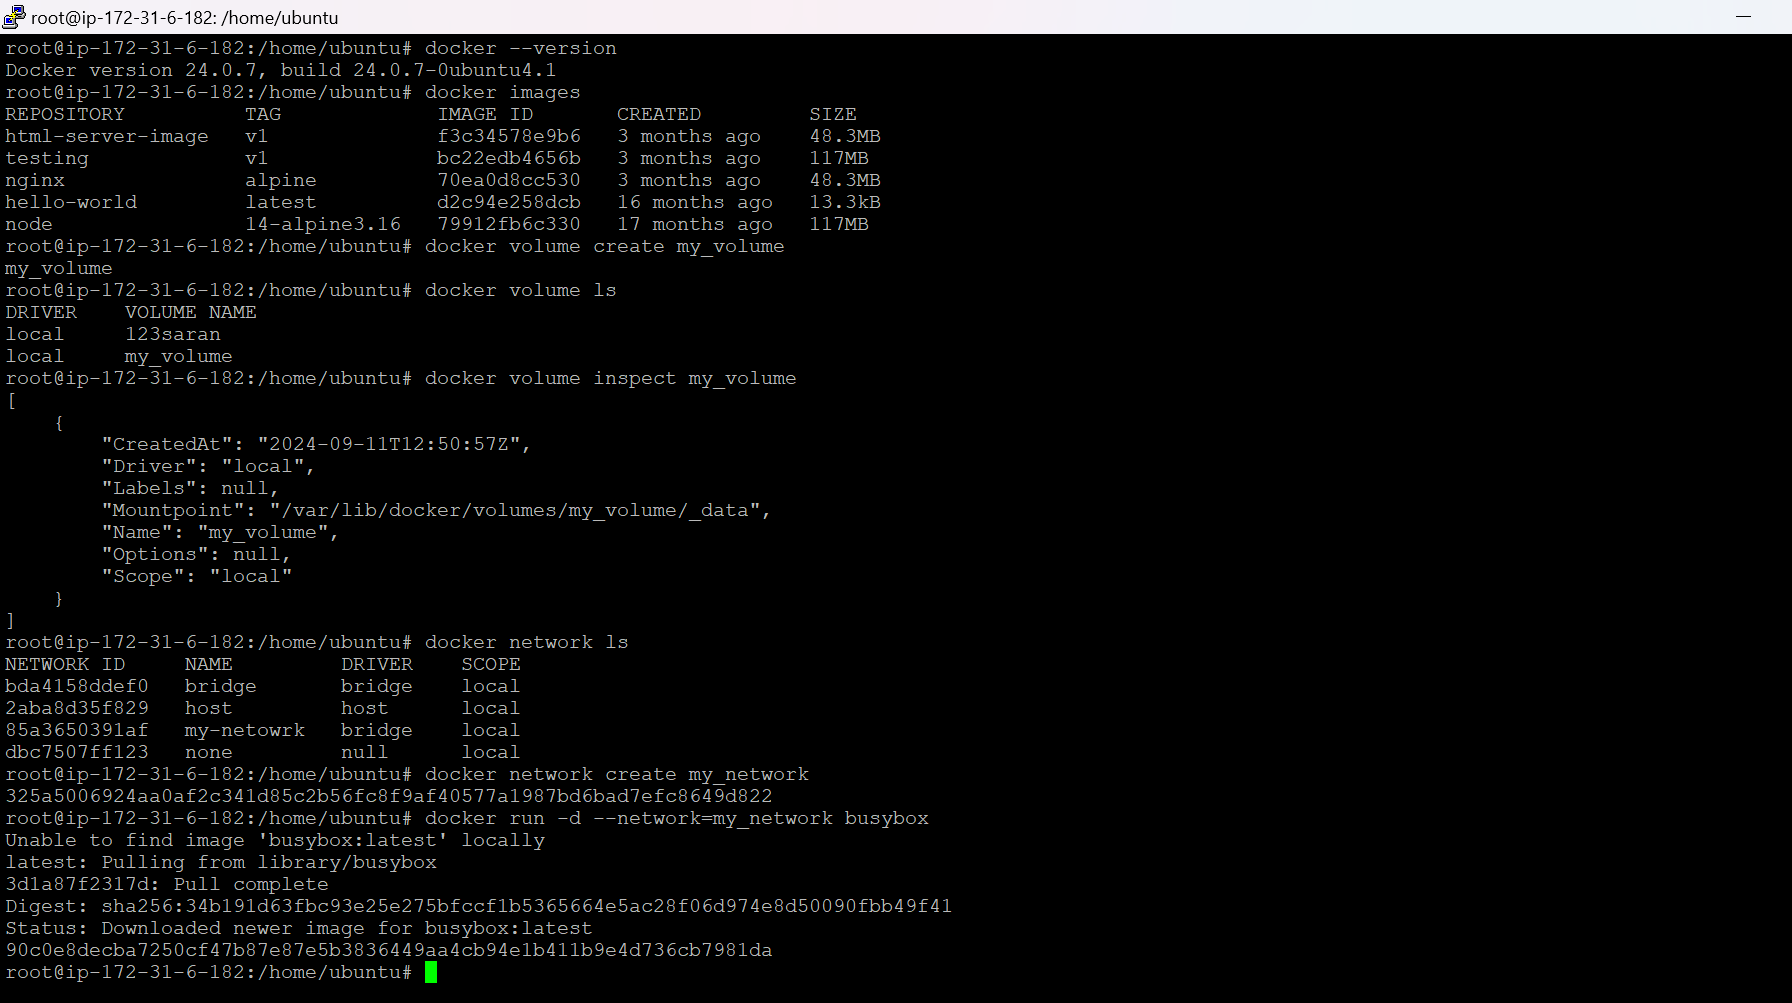 root@ip-172-31-6-182: /home/ubuntu
root@ip-172-31-6-182:/home/ubuntu# docker --version
Docker version 24.0.7, build 24.0.7-0ubuntu4.1
root@ip-172-31-6-182:/home/ubuntu# docker images
REPOSITORY TAG IMAGE ID CREATED SIZE
html-server-image v1 f3c34578e9b6 3 months ago 48.3MB
testing v1 bc22edb4656b 3 months ago 117MB
nginx alpine 70ea0d8cc530 3 months ago 48.3MB
hello-world latest d2c94e258dcb 16 months ago 13.3kB
node 14-alpine3.16 79912fb6c330 17 months ago 117MB
root@ip-172-31-6-182:/home/ubuntu# docker volume create my_volume
my_volume
root@ip-172-31-6-182:/home/ubuntu# docker volume ls
DRIVER VOLUME NAME
local 123saran
local my_volume
root@ip-172-31-6-182:/home/ubuntu# docker volume inspect my_volume
[
{
"CreatedAt": "2024-09-11T12:50:57Z",
"Driver": "local",
"Labels": null,
"Mountpoint": "/var/lib/docker/volumes/my_volume/_data",
"Name": "my_volume",
"Options": null,
"Scope": "local"
}
]
root@ip-172-31-6-182:/home/ubuntu# docker network ls
NETWORK ID NAME DRIVER SCOPE
bda4158ddef0 bridge bridge local
2aba8d35f829 host host local
85a3650391af my-netowrk bridge local
dbc7507ff123 none null local
root@ip-172-31-6-182:/home/ubuntu# docker network create my_network
325a5006924aa0af2c341d85c2b56fc8f9af40577a1987bd6bad7efc8649d822
root@ip-172-31-6-182:/home/ubuntu# docker run -d --network=my_network busybox
Unable to find image 'busybox:latest' locally
latest: Pulling from library/busybox
3d1a87f2317d: Pull complete
Digest: sha256:34b191d63fbc93e25e275bfccf1b5365664e5ac28f06d974e8d50090fbb49f41
Status: Downloaded newer image for busybox:latest
90c0e8decba7250cf47b87e87e5b3836449aa4cb94e1b411b9e4d736cb7981da
root@ip-172-31-6-182:/home/ubuntu#